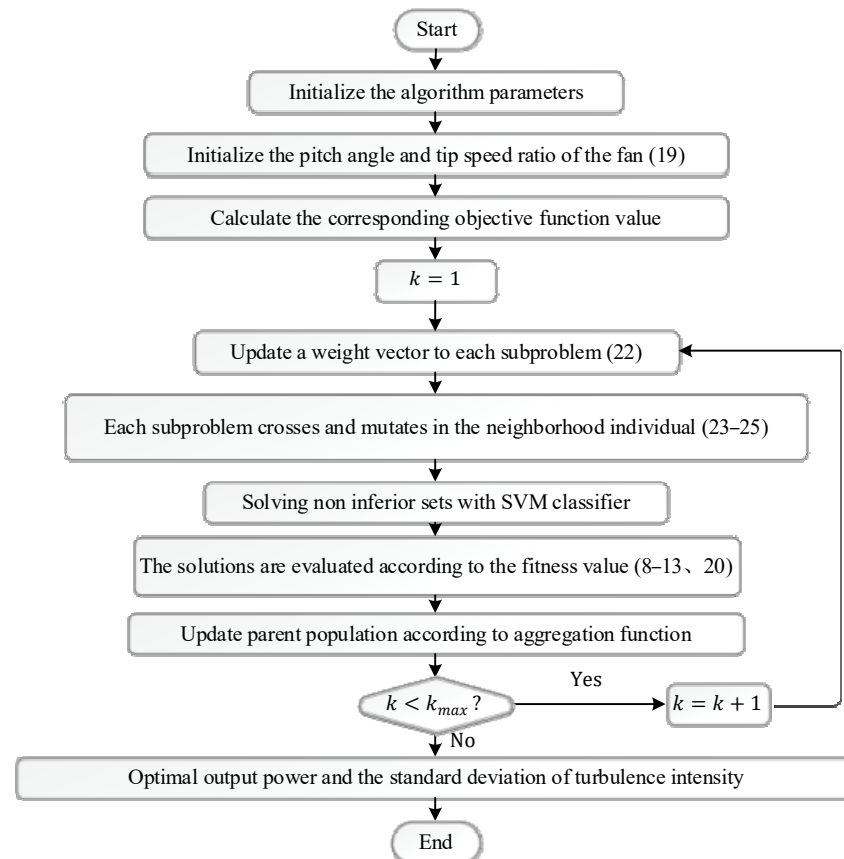 Start
Initialize the algorithm parameters
Initialize the pitch angle and tip speed ratio of the fan (19)
Calculate the corresponding objective function value
k = 1
Update a weight vector to each subproblem (22)
Each subproblem crosses and mutates in the neighborhood individual (23–25)
Solving non inferior sets with SVM classifier
The solutions are evaluated according to the fitness value (8–13、20)
Update parent population according to aggregation function
k < k_max ?
Yes
k = k + 1
No
Optimal output power and the standard deviation of turbulence intensity
End